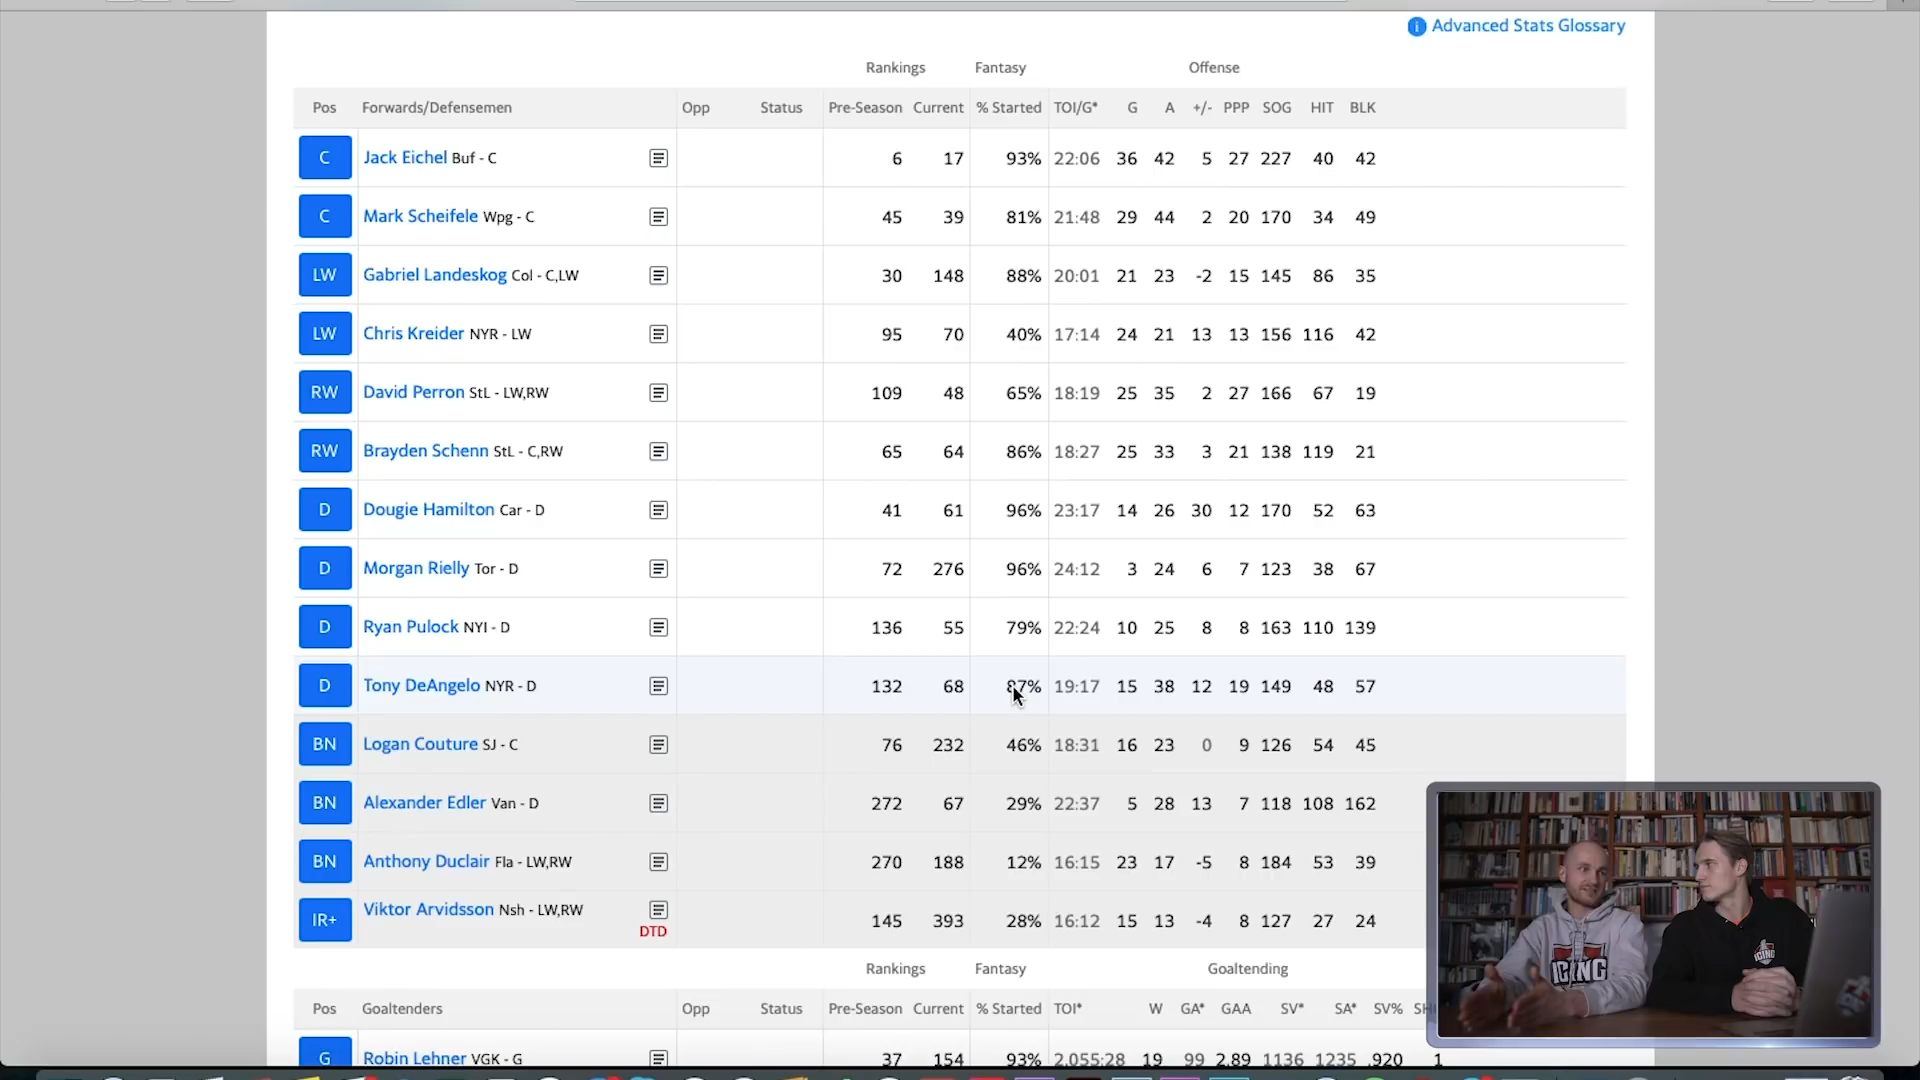 Advanced Stats Glossary
Rankings Fantasy Offense
Pos Forwards/Defensemen Opp Status Pre-Season Current % Started TOI/G* G A +/- PPP SOG HIT BLK
C Jack Eichel Buf - C 6 17 93% 22:06 36 42 5 27 227 40 42
C Mark Scheifele Wpg - C 45 39 81% 21:48 29 44 2 20 170 34 49
LW Gabriel Landeskog Col - C,LW 30 148 88% 20:01 21 23 -2 15 145 86 35
LW Chris Kreider NYR - LW 95 70 40% 17:14 24 21 13 13 156 116 42
RW David Perron StL - LW,RW 109 48 65% 18:19 25 35 2 27 166 67 19
RW Brayden Schenn StL - C,RW 65 64 86% 18:27 25 33 3 21 138 119 21
D Dougie Hamilton Car - D 41 61 96% 23:17 14 26 30 12 170 52 63
D Morgan Rielly Tor - D 72 276 96% 24:12 3 24 6 7 123 38 67
D Ryan Pulock NYI - D 136 55 79% 22:24 10 25 8 8 163 110 139
D Tony DeAngelo NYR - D 132 68 87% 19:17 15 38 12 19 149 48 57
BN Logan Couture SJ - C 76 232 46% 18:31 16 23 0 9 126 54 45
BN Alexander Edler Van - D 272 67 29% 22:37 5 28 13 7 118 108 162
BN Anthony Duclair Fla - LW,RW 270 188 12% 16:15 23 17 -5 8 184 53 39
IR+ Viktor Arvidsson Nsh - LW,RW DTD 145 393 28% 16:12 15 13 -4 8 127 27 24
Rankings Fantasy Goaltending
Pos Goaltenders Opp Status Pre-Season Current % Started TOI* W GA* GAA SV* SA* SV%
G Robin Lehner VGK - G 37 154 93% 2,055:28 19 99 2.89 1136 1235 .920 1
ICING
ICING